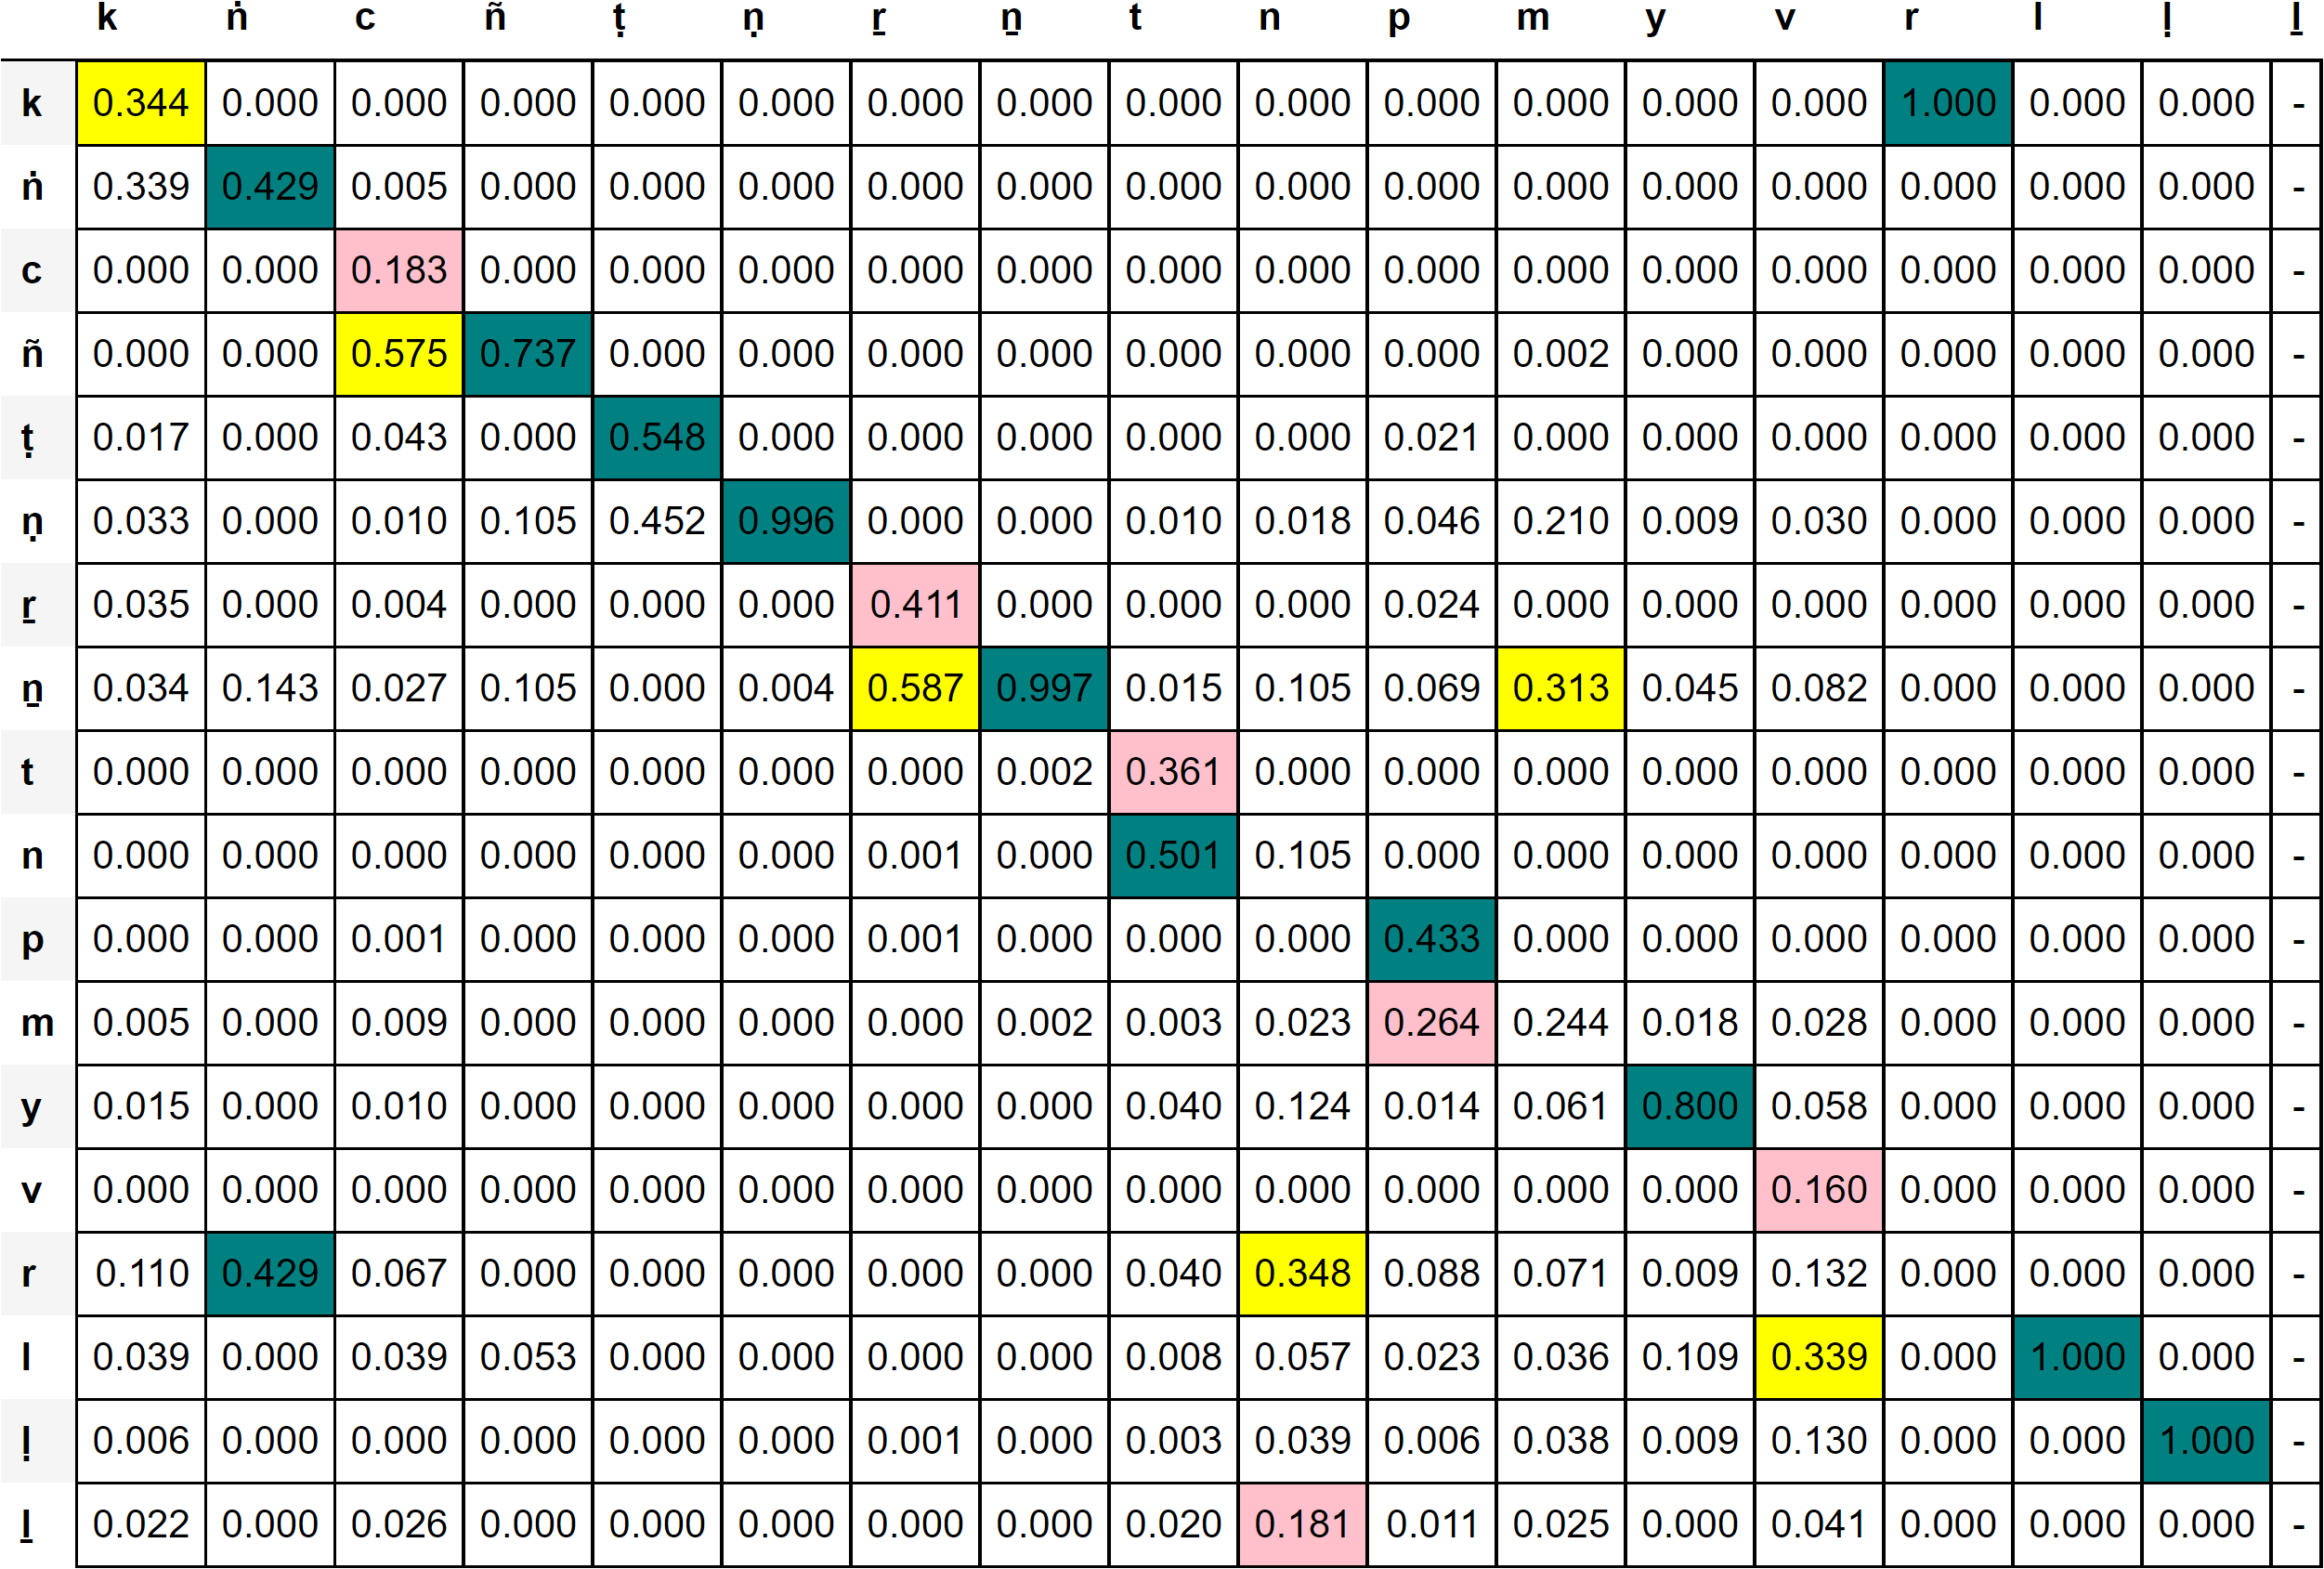 k ṅ c ñ ṭ ṇ ṟ ṉ t n p m y v r l ḷ ḻ
k 0.344 0.000 0.000 0.000 0.000 0.000 0.000 0.000 0.000 0.000 0.000 0.000 0.000 0.000 1.000 0.000 0.000 -
ṅ 0.339 0.429 0.005 0.000 0.000 0.000 0.000 0.000 0.000 0.000 0.000 0.000 0.000 0.000 0.000 0.000 0.000 -
c 0.000 0.000 0.183 0.000 0.000 0.000 0.000 0.000 0.000 0.000 0.000 0.000 0.000 0.000 0.000 0.000 0.000 -
ñ 0.000 0.000 0.575 0.737 0.000 0.000 0.000 0.000 0.000 0.000 0.000 0.002 0.000 0.000 0.000 0.000 0.000 -
ṭ 0.017 0.000 0.043 0.000 0.548 0.000 0.000 0.000 0.000 0.000 0.021 0.000 0.000 0.000 0.000 0.000 0.000 -
ṇ 0.033 0.000 0.010 0.105 0.452 0.996 0.000 0.000 0.010 0.018 0.046 0.210 0.009 0.030 0.000 0.000 0.000 -
ṟ 0.035 0.000 0.004 0.000 0.000 0.000 0.411 0.000 0.000 0.000 0.024 0.000 0.000 0.000 0.000 0.000 0.000 -
ṉ 0.034 0.143 0.027 0.105 0.000 0.004 0.587 0.997 0.015 0.105 0.069 0.313 0.045 0.082 0.000 0.000 0.000 -
t 0.000 0.000 0.000 0.000 0.000 0.000 0.000 0.002 0.361 0.000 0.000 0.000 0.000 0.000 0.000 0.000 0.000 -
n 0.000 0.000 0.000 0.000 0.000 0.000 0.001 0.000 0.501 0.105 0.000 0.000 0.000 0.000 0.000 0.000 0.000 -
p 0.000 0.000 0.001 0.000 0.000 0.000 0.001 0.000 0.000 0.000 0.433 0.000 0.000 0.000 0.000 0.000 0.000 -
m 0.005 0.000 0.009 0.000 0.000 0.000 0.000 0.002 0.003 0.023 0.264 0.244 0.018 0.028 0.000 0.000 0.000 -
y 0.015 0.000 0.010 0.000 0.000 0.000 0.000 0.000 0.040 0.124 0.014 0.061 0.800 0.058 0.000 0.000 0.000 -
v 0.000 0.000 0.000 0.000 0.000 0.000 0.000 0.000 0.000 0.000 0.000 0.000 0.000 0.160 0.000 0.000 0.000 -
r 0.110 0.429 0.067 0.000 0.000 0.000 0.000 0.000 0.040 0.348 0.088 0.071 0.009 0.132 0.000 0.000 0.000 -
l 0.039 0.000 0.039 0.053 0.000 0.000 0.000 0.000 0.008 0.057 0.023 0.036 0.109 0.339 0.000 1.000 0.000 -
ḷ 0.006 0.000 0.000 0.000 0.000 0.000 0.001 0.000 0.003 0.039 0.006 0.038 0.009 0.130 0.000 0.000 1.000 -
ḻ 0.022 0.000 0.026 0.000 0.000 0.000 0.000 0.000 0.020 0.181 0.011 0.025 0.000 0.041 0.000 0.000 0.000 -